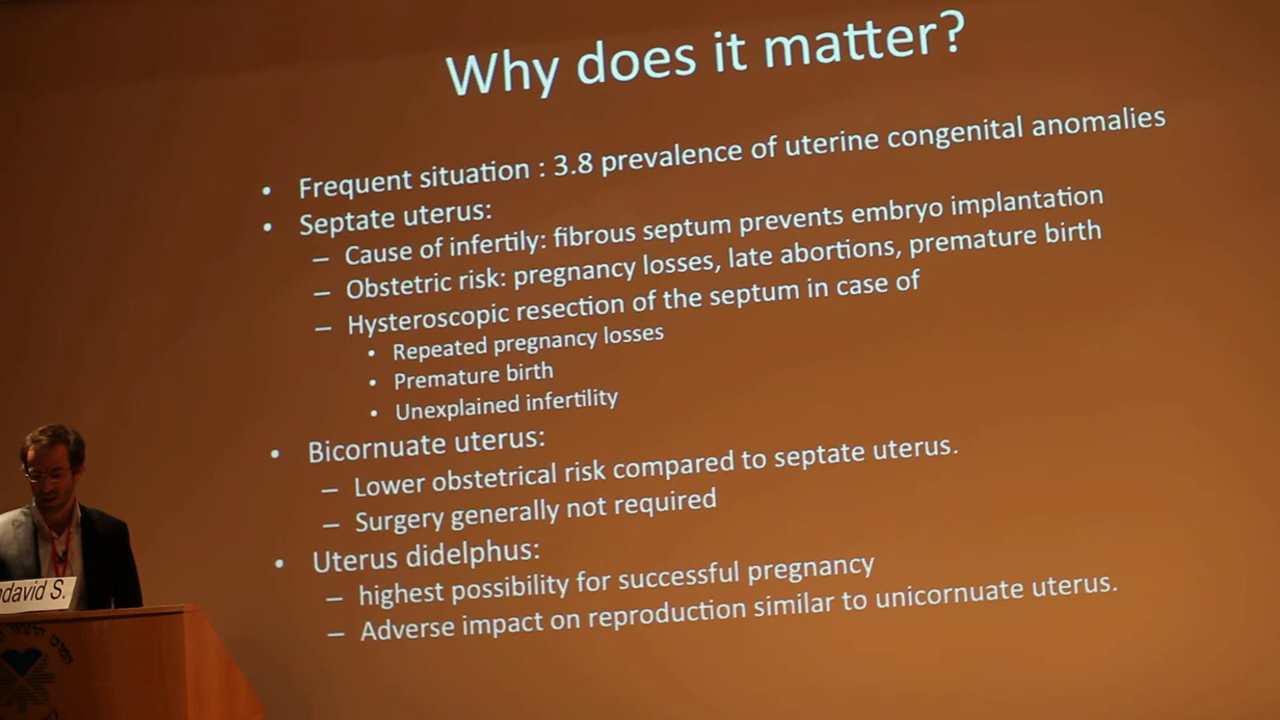 Why does it matter?
• Frequent situation : 3.8 prevalence of uterine congenital anomalies
• Septate uterus:
– Cause of infertily: fibrous septum prevents embryo implantation
– Obstetric risk: pregnancy losses, late abortions, premature birth
– Hysteroscopic resection of the septum in case of
• Repeated pregnancy losses
• Premature birth
• Unexplained infertility
• Bicornuate uterus:
– Lower obstetrical risk compared to septate uterus.
– Surgery generally not required
• Uterus didelphus:
– highest possibility for successful pregnancy
– Adverse impact on reproduction similar to unicornuate uterus.
david S.